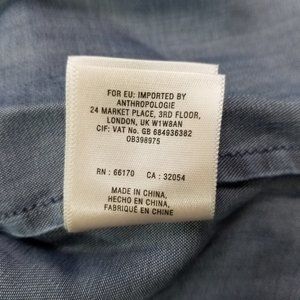 FOR EU: IMPORTED BY
ANTHROPOLOGIE
24 MARKET PLACE, 3RD FLOOR,
LONDON, UK W1W8AN
CIF: VAT No. GB 684936382
OB398975
RN : 66170 CA : 32054
MADE IN CHINA,
HECHO EN CHINA,
FABRIQUÉ EN CHINE